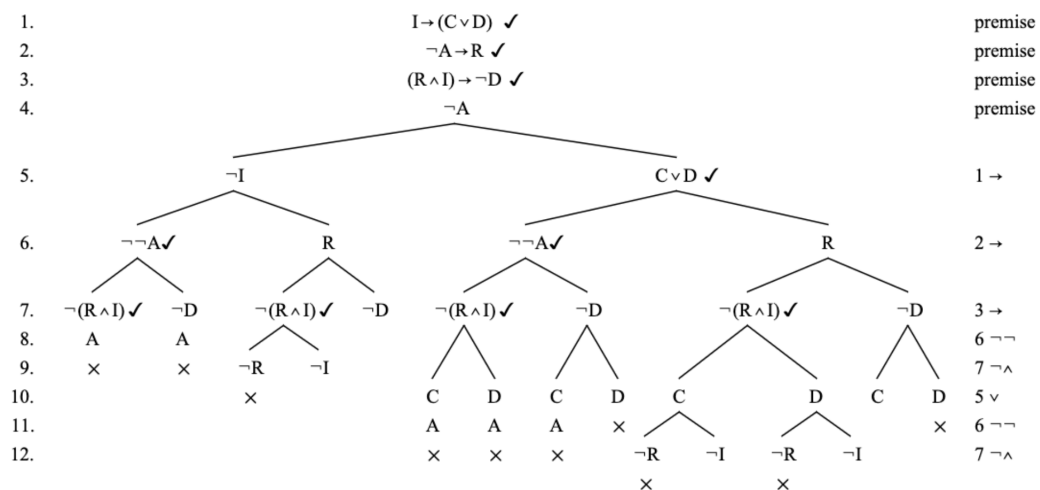 1. I→(C∨D) ✓ premise
2. ¬A→R ✓ premise
3. (R∧I)→¬D ✓ premise
4. ¬A premise
5. ¬I C∨D ✓ 1 →
6. ¬¬A✓ R ¬¬A✓ R 2 →
7. ¬(R∧I)✓ ¬D ¬(R∧I)✓ ¬D ¬(R∧I)✓ ¬D ¬(R∧I)✓ ¬D 3 →
8. A A 6 ¬¬
9. × × ¬R ¬I 7 ¬∧
10. × C D C D C D C D 5 ∨
11. A A A × × 6 ¬¬
12. × × × ¬R ¬I ¬R ¬I 7 ¬∧
× ×